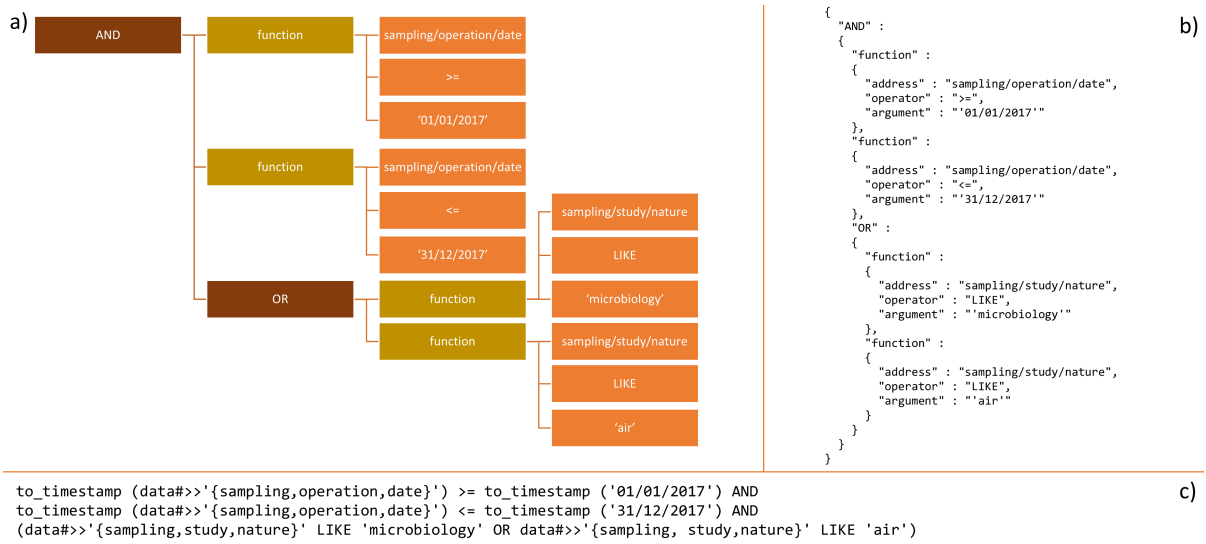 a)
AND
function
sampling/operation/date
>=
‘01/01/2017’
function
sampling/operation/date
<=
‘31/12/2017’
OR
function
sampling/study/nature
LIKE
‘microbiology’
function
sampling/study/nature
LIKE
‘air’
b)
{
  "AND" :
  {
    "function" :
    {
      "address" : "sampling/operation/date",
      "operator" : ">=",
      "argument" : "'01/01/2017'"
    },
    "function" :
    {
      "address" : "sampling/operation/date",
      "operator" : "<=",
      "argument" : "'31/12/2017'"
    },
    "OR" :
    {
      "function" :
      {
        "address" : "sampling/study/nature",
        "operator" : "LIKE",
        "argument" : "'microbiology'"
      },
      "function" :
      {
        "address" : "sampling/study/nature",
        "operator" : "LIKE",
        "argument" : "'air'"
      }
    }
  }
}
c)
to_timestamp (data#>>'{sampling,operation,date}') >= to_timestamp ('01/01/2017') AND
to_timestamp (data#>>'{sampling,operation,date}') <= to_timestamp ('31/12/2017') AND
(data#>>'{sampling,study,nature}' LIKE 'microbiology' OR data#>>'{sampling, study,nature}' LIKE 'air')